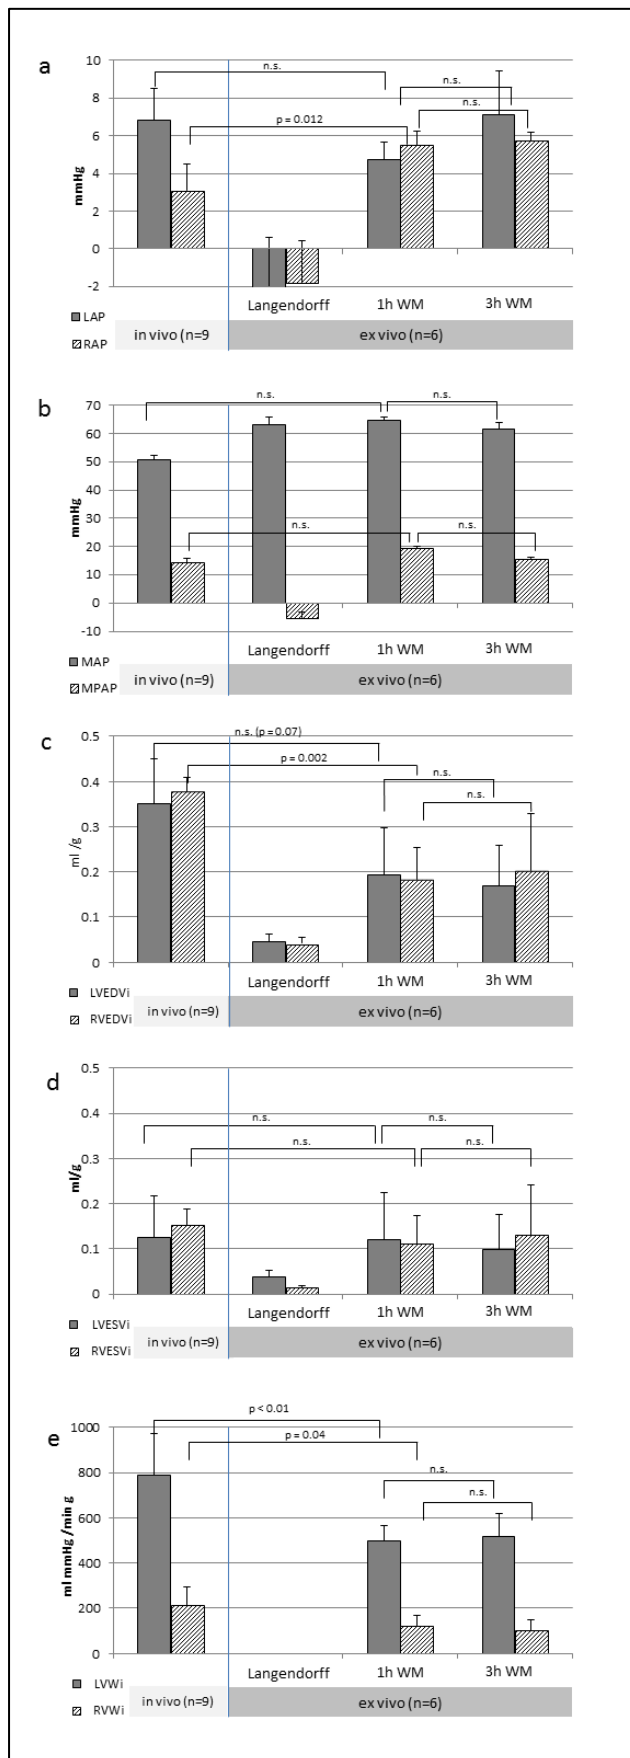 a
n.s.
n.s.
n.s.
p = 0.012
10
8
6
4
2
0
-2
mmHg
Langendorff 1h WM 3h WM
LAP
RAP
in vivo (n=9
ex vivo (n=6)
b
n.s.
n.s.
n.s.
n.s.
70
60
50
40
30
20
10
0
-10
mmHg
Langendorff 1h WM 3h WM
MAP
MPAP
in vivo (n=9)
ex vivo (n=6)
c
n.s. (p = 0.07)
p = 0.002
n.s.
n.s.
0.5
0.4
0.3
0.2
0.1
0
ml /g
Langendorff 1h WM 3h WM
LVEDVi
RVEDVi
in vivo (n=9)
ex vivo (n=6)
d
n.s.
n.s.
n.s.
n.s.
0.5
0.4
0.3
0.2
0.1
0
ml/g
Langendorff 1h WM 3h WM
LVESVi
RVESVi
in vivo (n=9)
ex vivo (n=6)
e
p < 0.01
p = 0.04
n.s.
n.s.
1000
800
600
400
200
0
ml mmHg /min g
Langendorff 1h WM 3h WM
LVWi
RVWi
in vivo (n=9)
ex vivo (n=6)